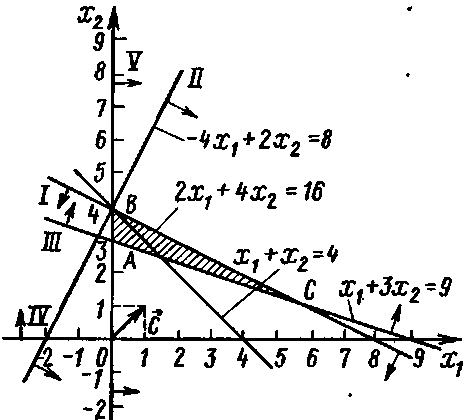 x₂
9
V
8
II
7
6
-4x₁+2x₂=8
5
I
4
B
2x₁+4x₂=16
III
3
A
2
x₁+x₂=4
C
x₁+3x₂=9
1
IV
c⃗
-2 -1 0 1 2 3 4 5 6 7 8 9 x₁
-1
-2